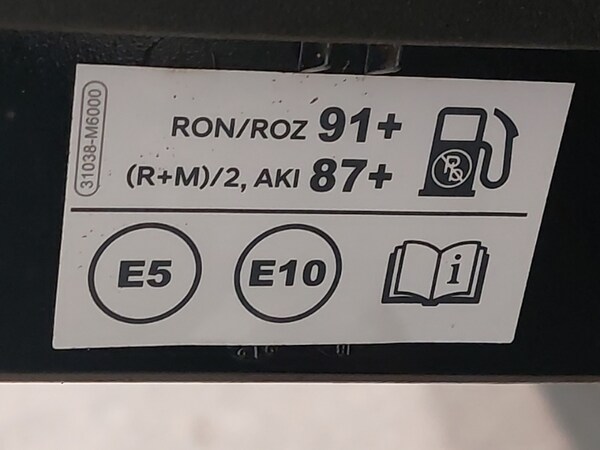 31038-M6000
RON/ROZ 91+
(R+M)/2, AKI 87+
Pb
E5 E10 i